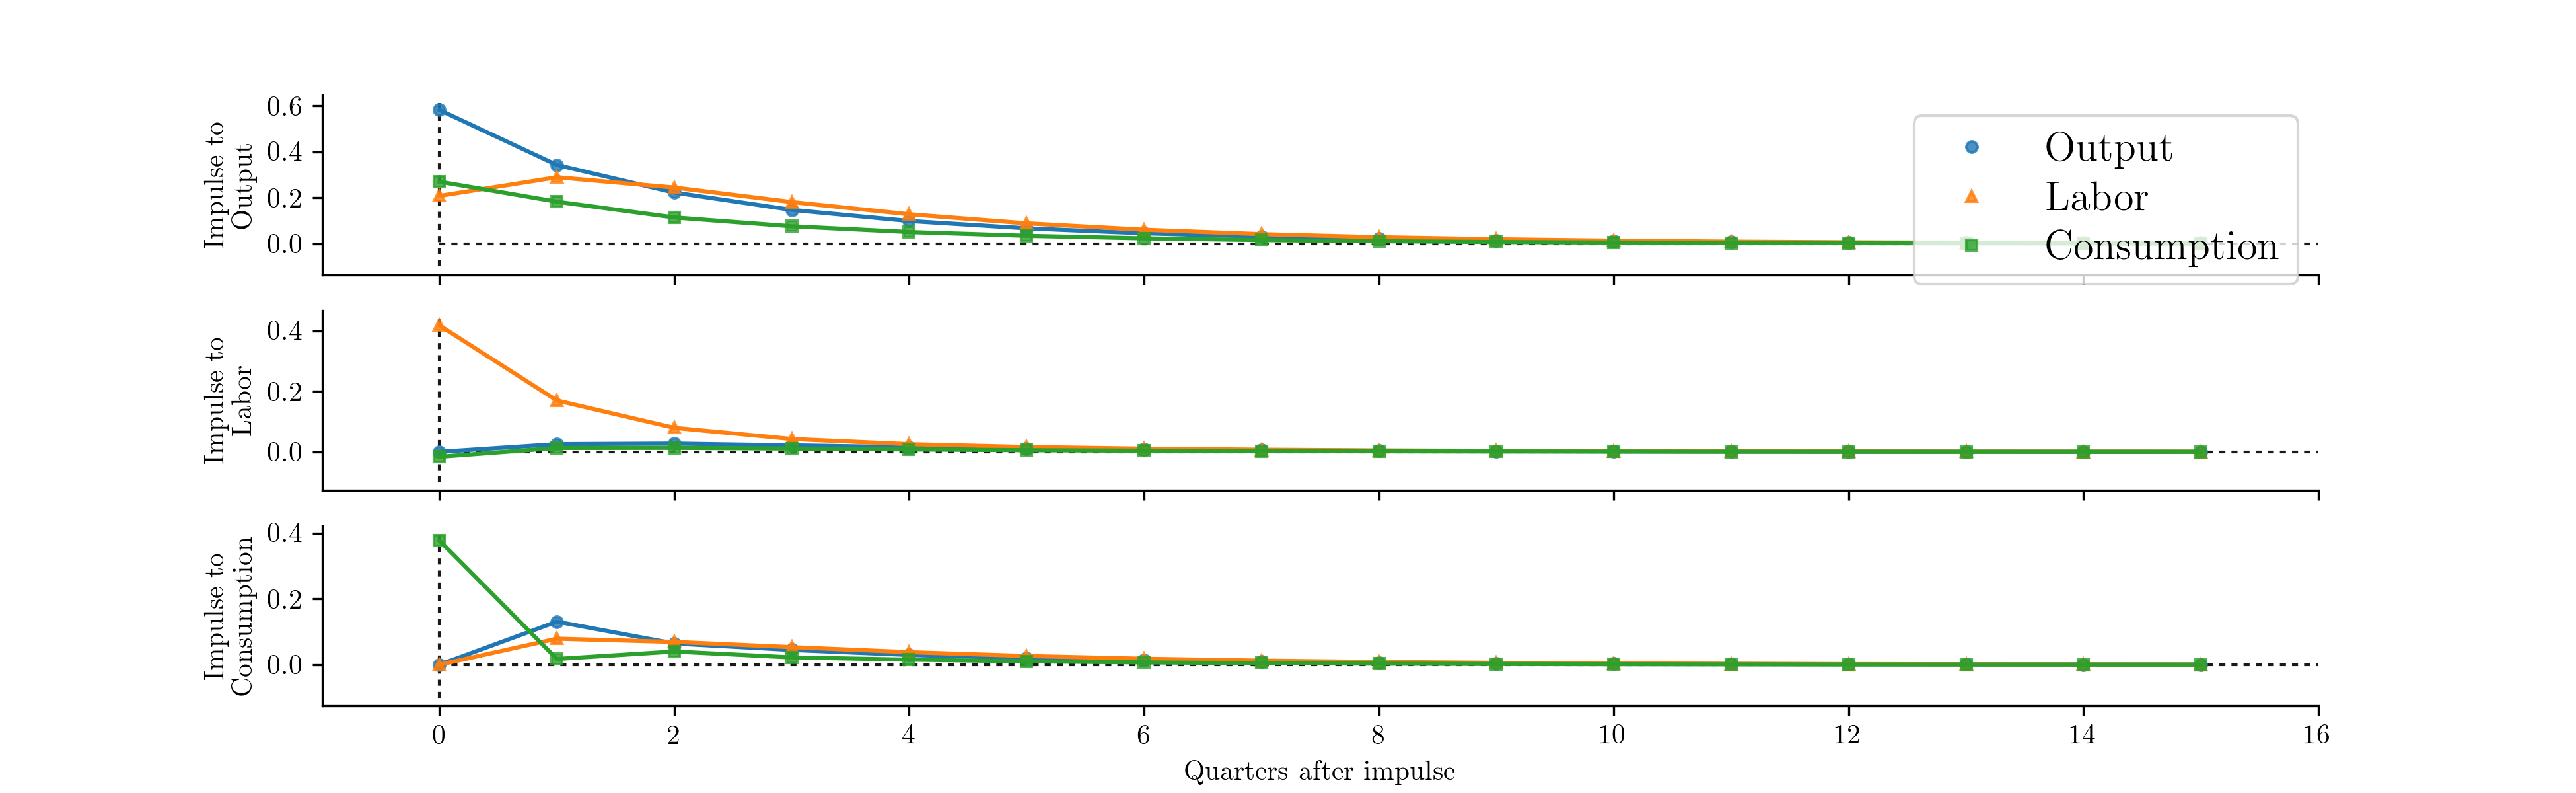 Impulse to
Output
0.6
0.4
0.2
0.0
Output
Labor
Consumption
Impulse to
Labor
0.4
0.2
0.0
Impulse to
Consumption
0.4
0.2
0.0
0 2 4 6 8 10 12 14 16
Quarters after impulse